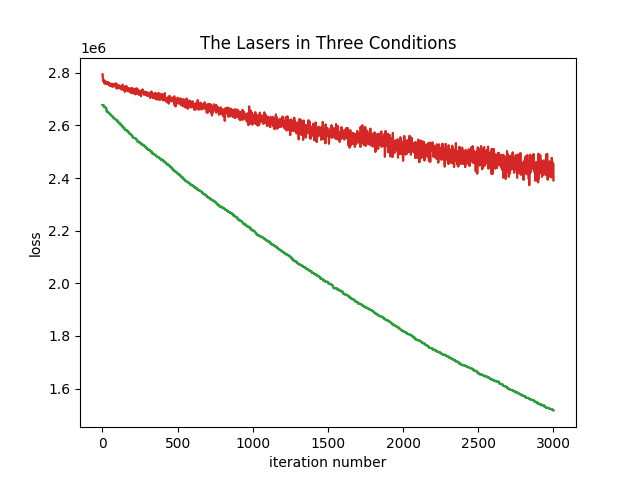 The Lasers in Three Conditions
1e6
2.8
2.6
2.4
2.2
2.0
1.8
1.6
loss
0 500 1000 1500 2000 2500 3000
iteration number